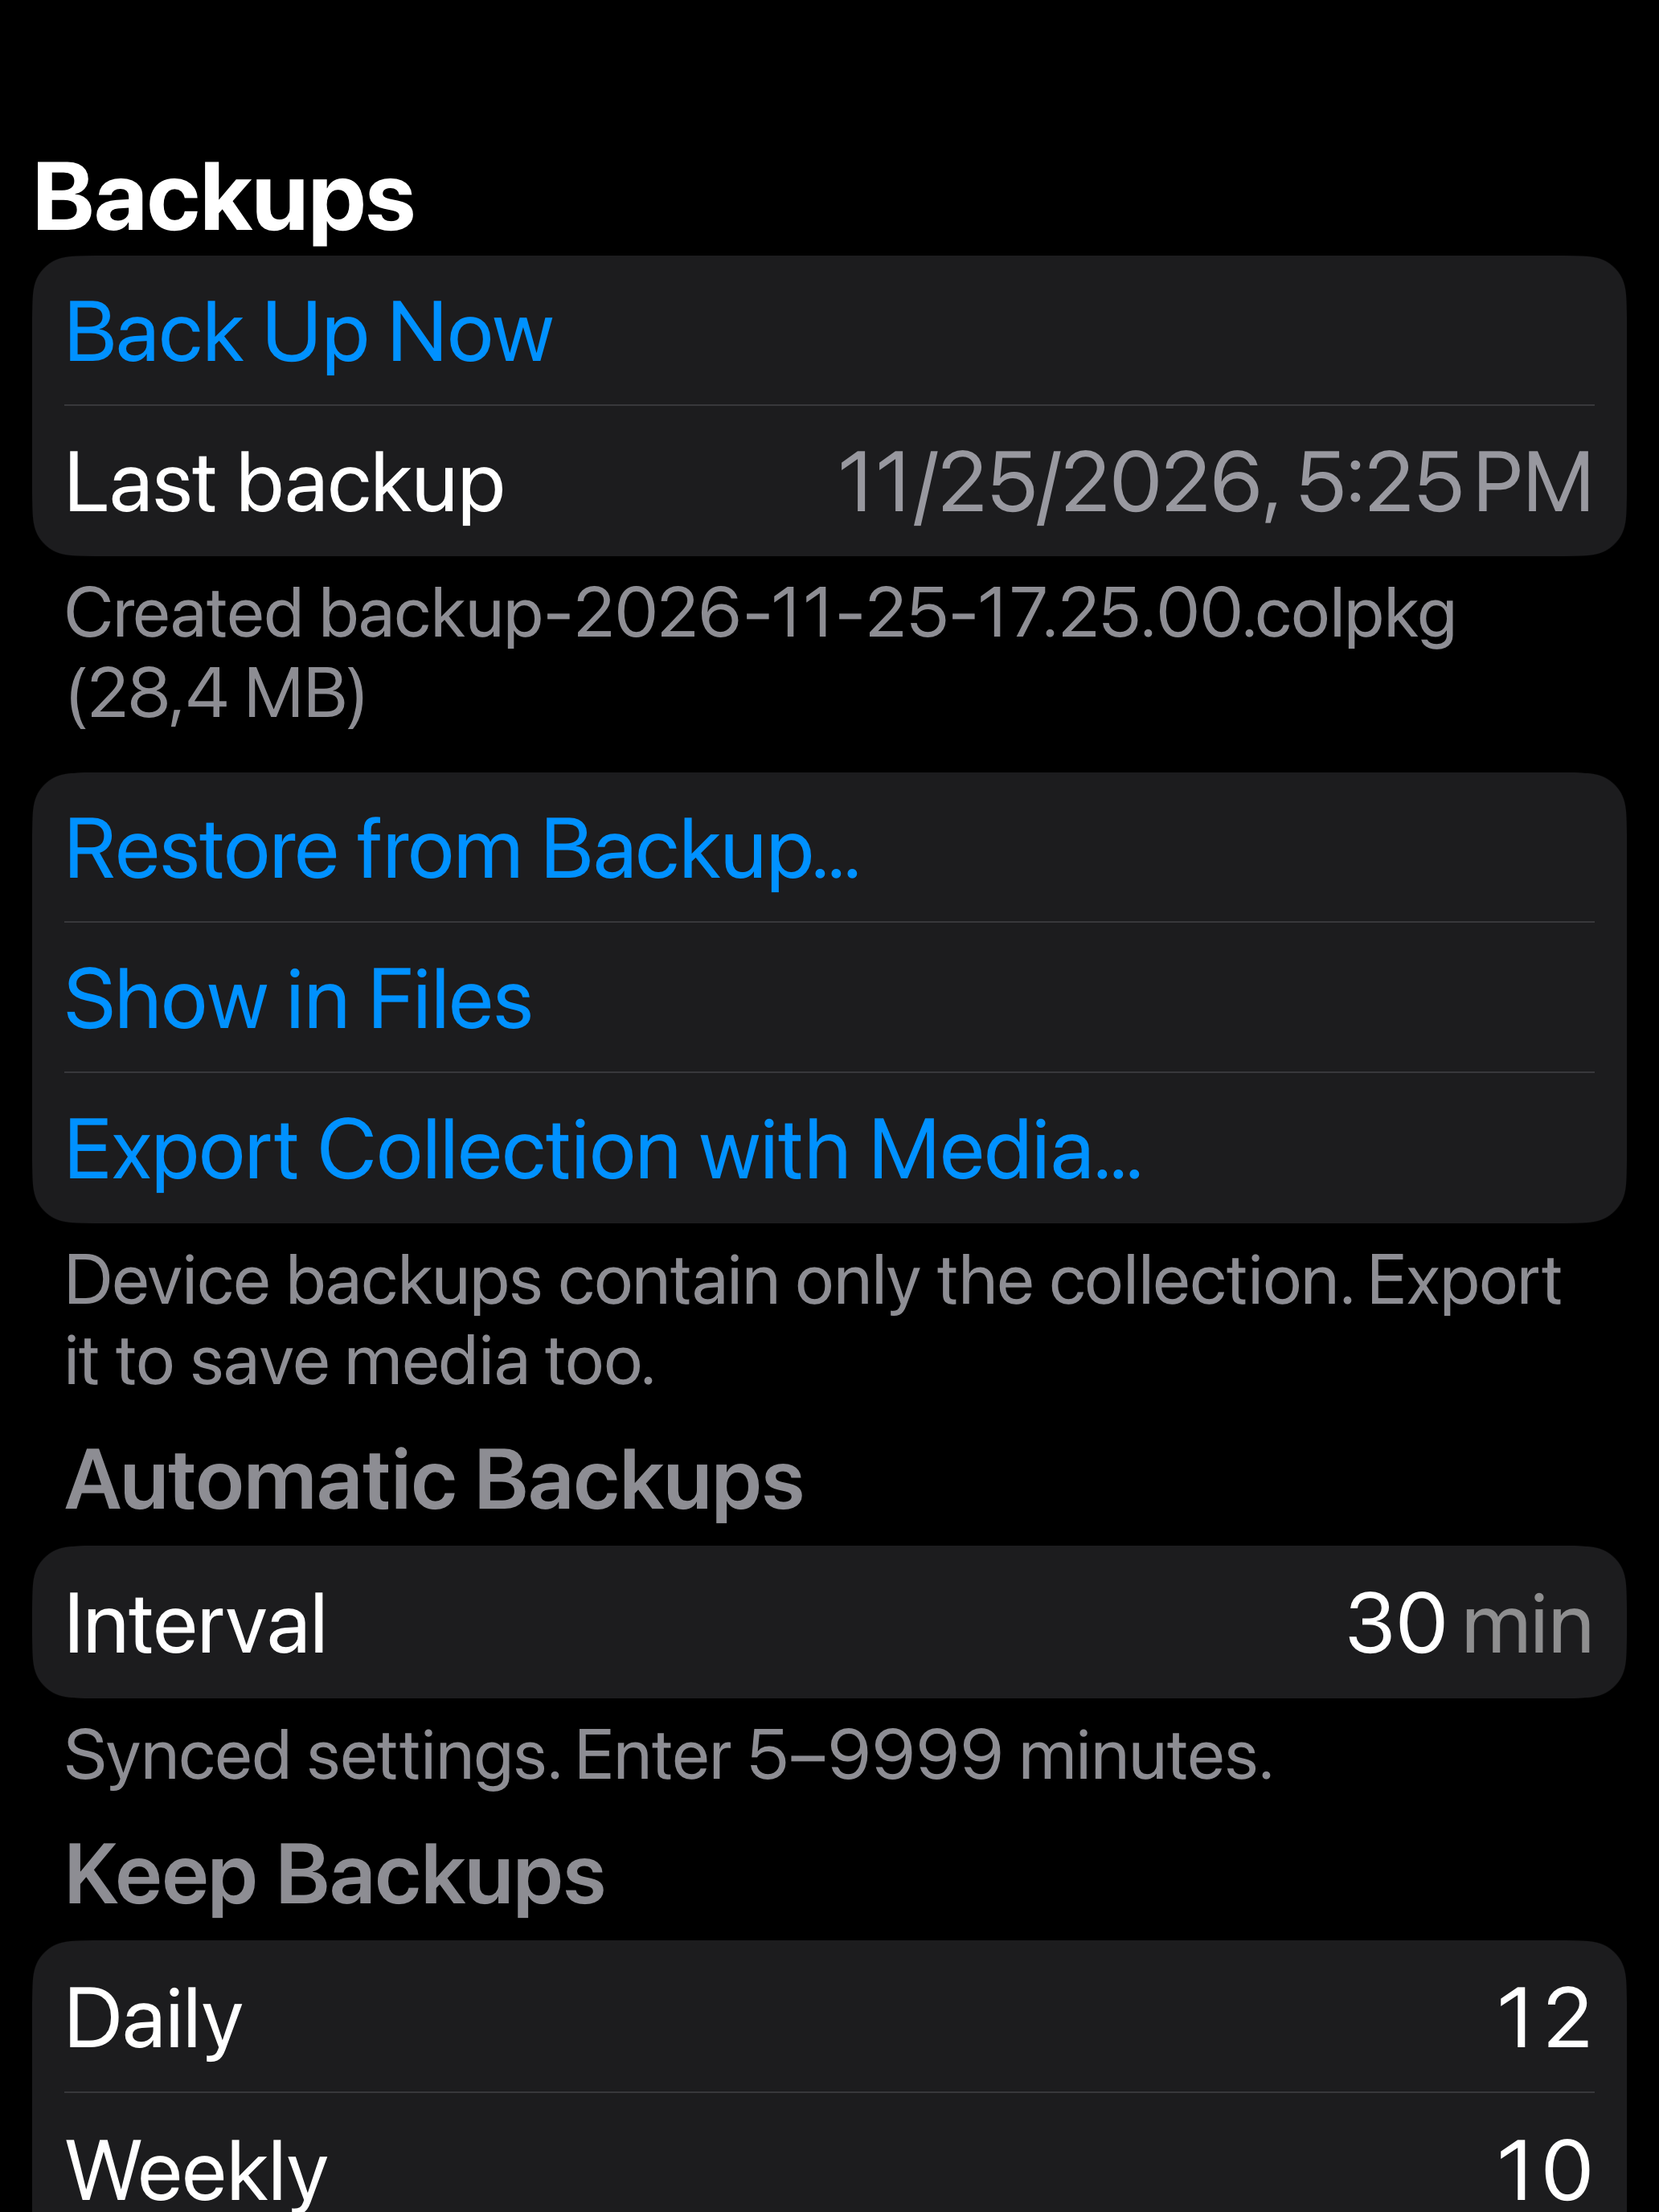 Backups
Back Up Now
Last backup 11/25/2026, 5:25 PM
Created backup-2026-11-25-17.25.00.colpkg
(28,4 MB)
Restore from Backup...
Show in Files
Export Collection with Media...
Device backups contain only the collection. Export
it to save media too.
Automatic Backups
Interval 30 min
Synced settings. Enter 5–9999 minutes.
Keep Backups
Daily 12
Weekly 10